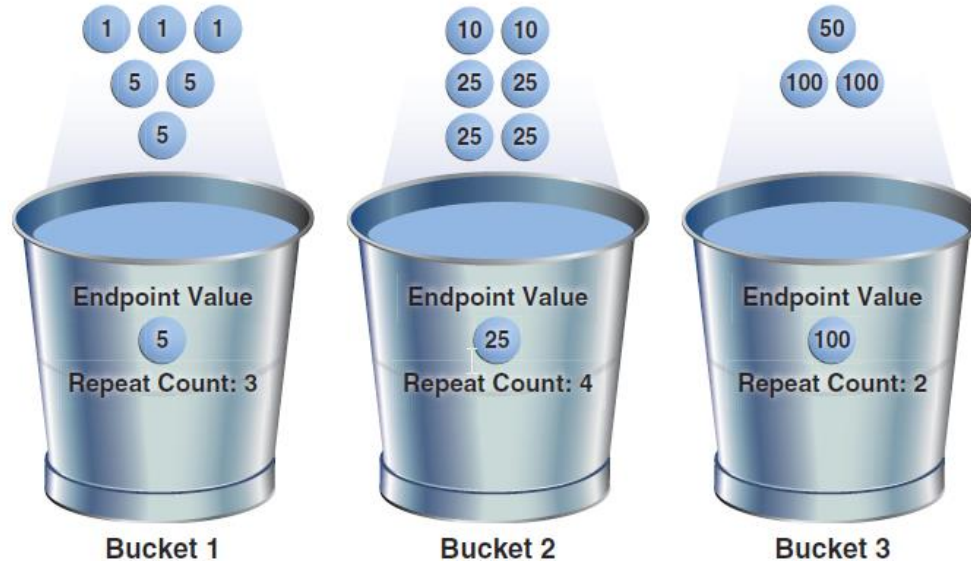 1 1 1
5 5
5
Endpoint Value
5
Repeat Count: 3
Bucket 1
10 10
25 25
25 25
Endpoint Value
25
Repeat Count: 4
Bucket 2
50
100 100
Endpoint Value
100
Repeat Count: 2
Bucket 3